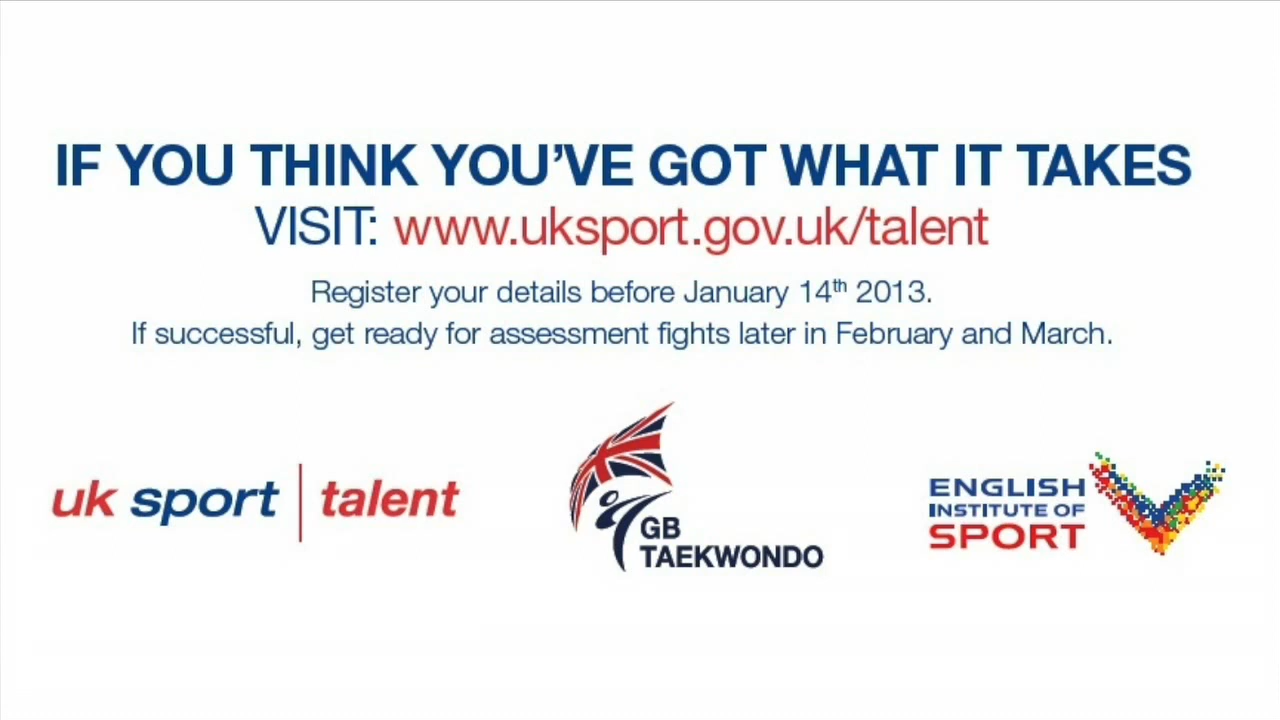 IF YOU THINK YOU'VE GOT WHAT IT TAKES
VISIT: www.uksport.gov.uk/talent
Register your details before January 14th 2013.
If successful, get ready for assessment fights later in February and March.
uk sport | talent
GB
TAEKWONDO
ENGLISH
INSTITUTE OF
SPORT